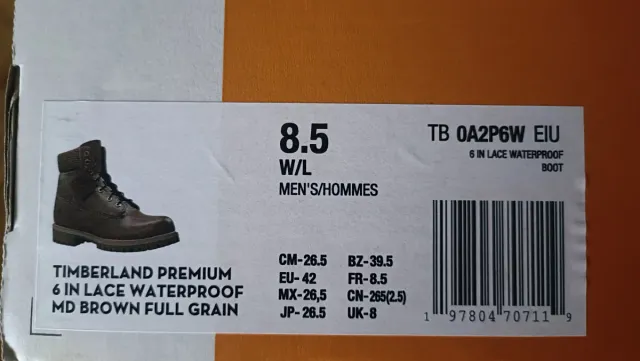 8.5
W/L
MEN'S/HOMMES
TB 0A2P6W EIU
6 IN LACE WATERPROOF
BOOT
TIMBERLAND PREMIUM
6 IN LACE WATERPROOF
MD BROWN FULL GRAIN
CM-26.5 BZ-39.5
EU- 42 FR-8.5
MX-26,5 CN-265(2.5)
JP- 26.5 UK-8
1 97804 70711 9